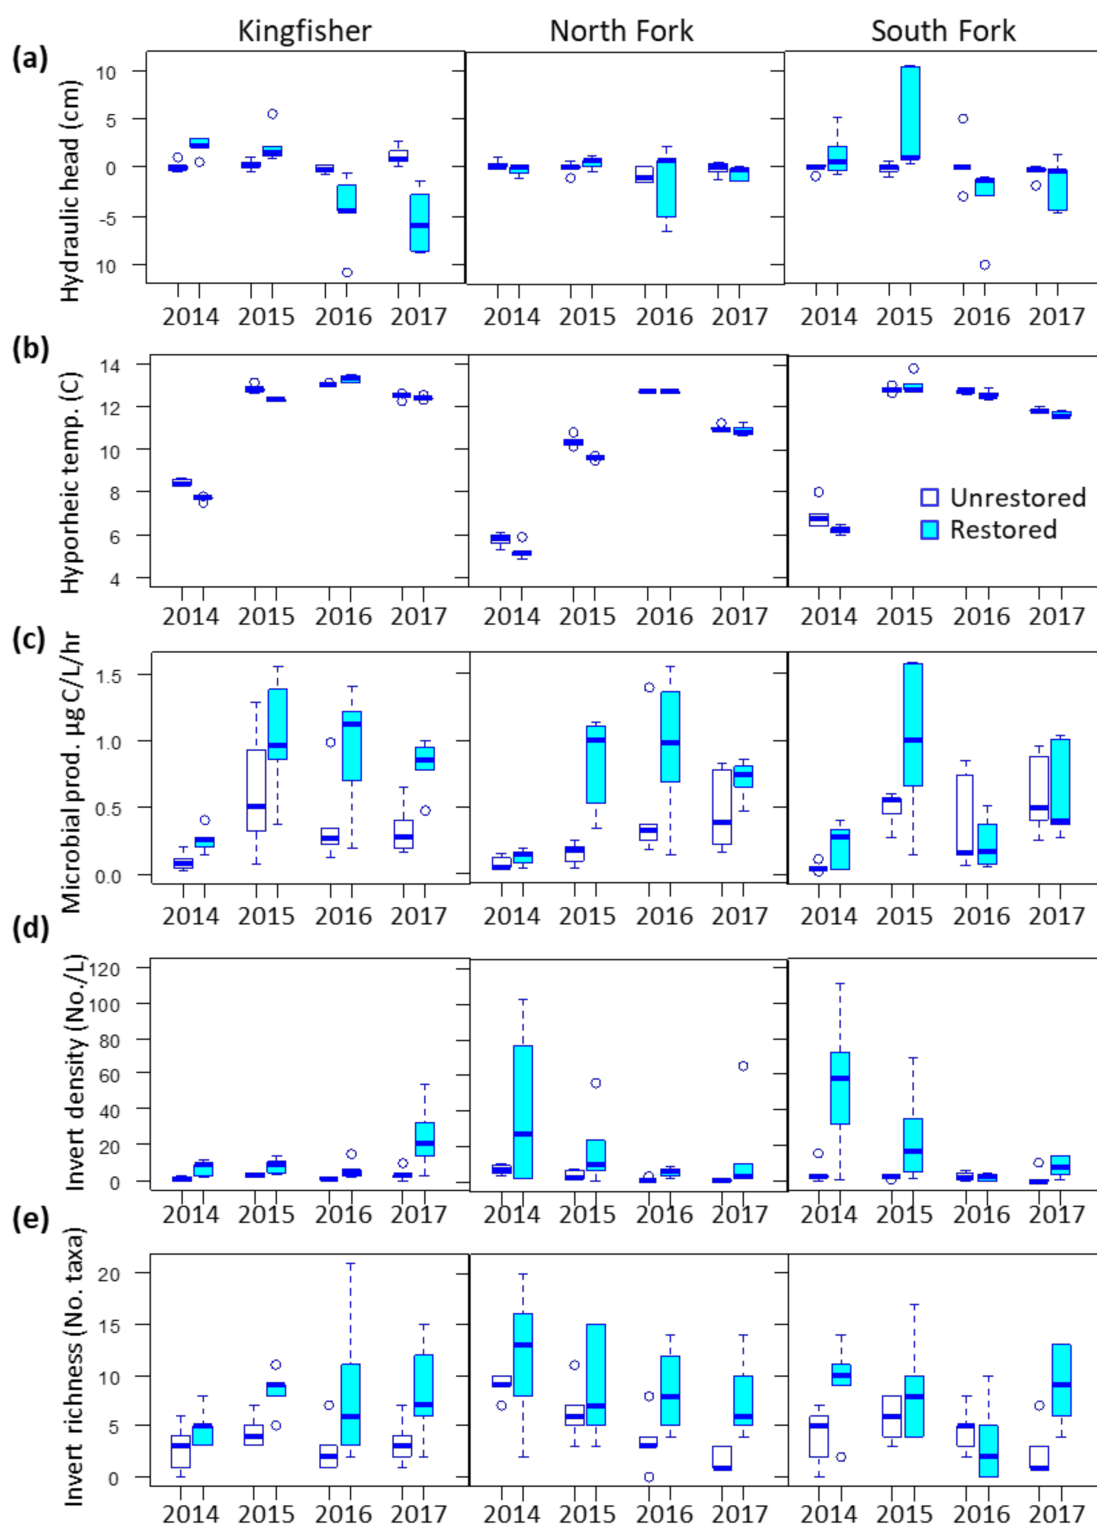 Kingfisher North Fork South Fork
(a)
Hydraulic head (cm)
10
5
0
-5
10
2014 2015 2016 2017 2014 2015 2016 2017 2014 2015 2016 2017
(b)
Hyporheic temp. (C)
14
12
10
8
6
4
Unrestored
Restored
2014 2015 2016 2017 2014 2015 2016 2017 2014 2015 2016 2017
(c)
Microbial prod. µg C/L/hr
1.5
1.0
0.5
0.0
2014 2015 2016 2017 2014 2015 2016 2017 2014 2015 2016 2017
(d)
Invert density (No./L)
120
100
80
60
40
20
0
2014 2015 2016 2017 2014 2015 2016 2017 2014 2015 2016 2017
(e)
Invert richness (No. taxa)
20
15
10
5
0
2014 2015 2016 2017 2014 2015 2016 2017 2014 2015 2016 2017